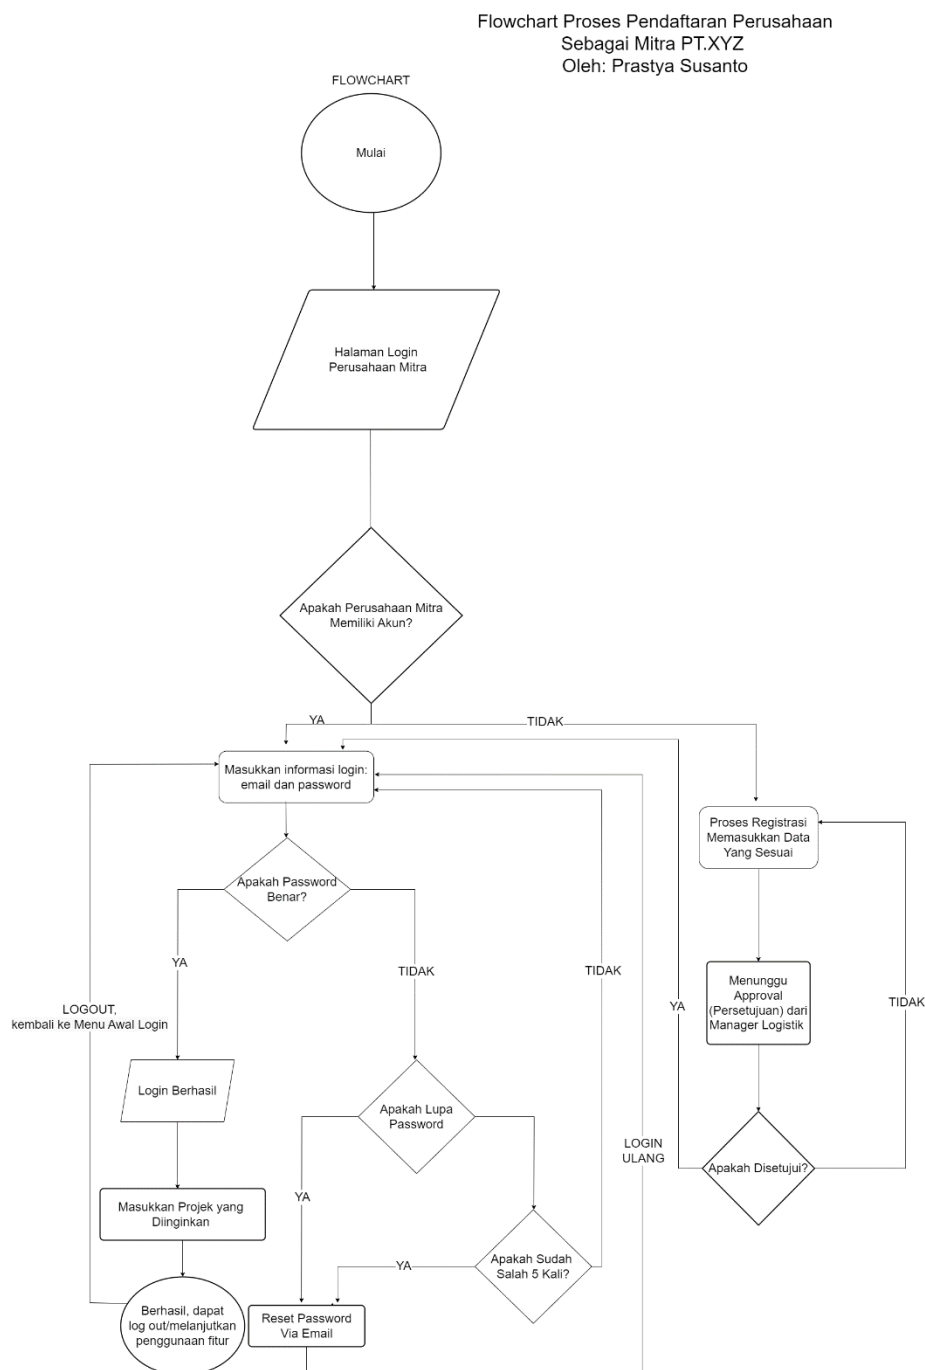 Flowchart Proses Pendaftaran Perusahaan
Sebagai Mitra PT.XYZ
Oleh: Prastya Susanto
FLOWCHART
Mulai
Halaman Login
Perusahaan Mitra
Apakah Perusahaan Mitra
Memiliki Akun?
YA
TIDAK
Masukkan informasi login:
email dan password
Proses Registrasi
Memasukkan Data
Yang Sesuai
Apakah Password
Benar?
YA
TIDAK
TIDAK
Menunggu
Approval
(Persetujuan) dari
Manager Logistik
YA
TIDAK
LOGOUT,
kembali ke Menu Awal Login
Login Berhasil
Apakah Lupa
Password
LOGIN
ULANG
Apakah Disetujui?
YA
Masukkan Projek yang
Diinginkan
Apakah Sudah
Salah 5 Kali?
YA
Berhasil, dapat
log out/melanjutkan
penggunaan fitur
Reset Password
Via Email